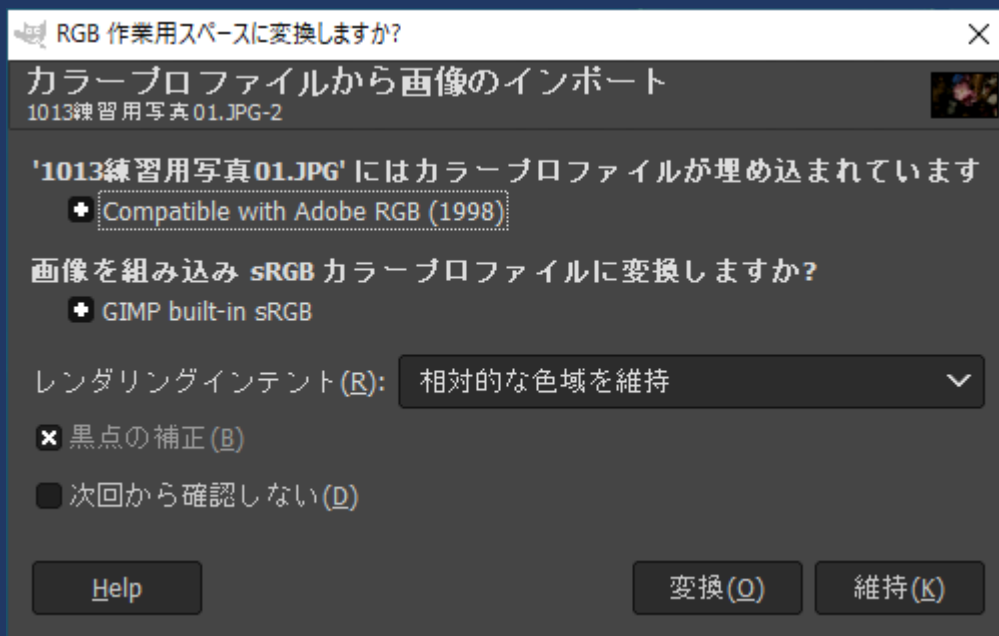 RGB 作業用スペースに変換しますか?
カラープロファイルから画像のインポート
1013練習用写真01.JPG-2
'1013練習用写真01.JPG' にはカラープロファイルが埋め込まれています
Compatible with Adobe RGB (1998)
画像を組み込み sRGB カラープロファイルに変換しますか?
GIMP built-in sRGB
レンダリングインテント(R): 相対的な色域を維持
黒点の補正(B)
次回から確認しない(D)
Help 変換(O) 維持(K)